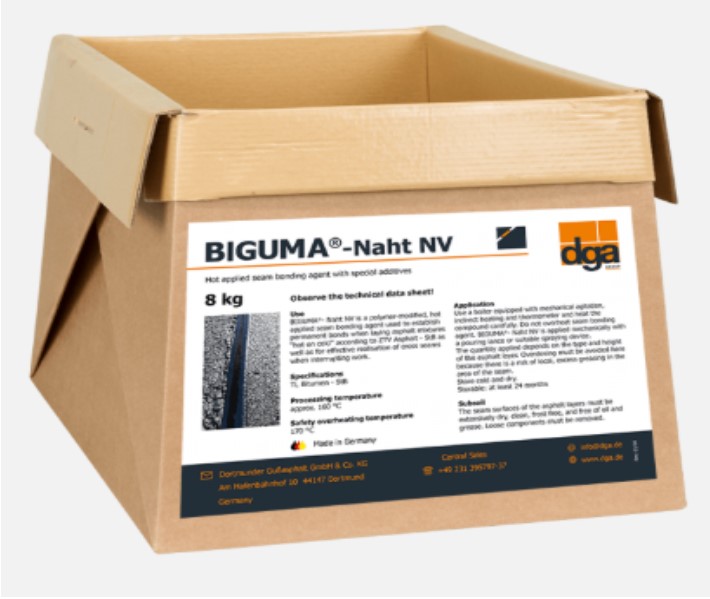 BIGUMA®-Naht NV
dga
Hot applied seam bonding agent with special additives
8 kg
Observe the technical data sheet!
Use
BIGUMA®- Naht NV is a polymer-modified, hot
applied seam bonding agent used to establish
permanent bonds when laying asphalt mixtures
"hot on cold" according to ZTV Asphalt - StB as
well as for effective realisation of cross seams
when interrupting work.
Specifications
TL Bitumen - StB
Processing temperature
approx. 160 °C
Safety overheating temperature
170 °C
Made in Germany
Application
Use a boiler equipped with mechanical agitation,
indirect heating and thermometer and heat the
compound carefully. Do not overheat seam bonding
agent. BIGUMA®- Naht NV is applied mechanically with
a pouring lance or suitable spraying device.
The quantity applied depends on the type and height
of the asphalt layer. Overdosing must be avoided here
because there is a risk of local, excess greasing in the
area of the seam.
Store cool and dry.
Storable: at least 24 months
Subsoil
The seam surfaces of the asphalt layers must be
extensively dry, clean, frost free, and free of oil and
grease. Loose components must be removed.
Dortmunder Gußasphalt GmbH & Co. KG
Am Hafenbahnhof 10 44147 Dortmund
Germany
Central Sales
+49 231 395797-37
info@dga.de
www.dga.de